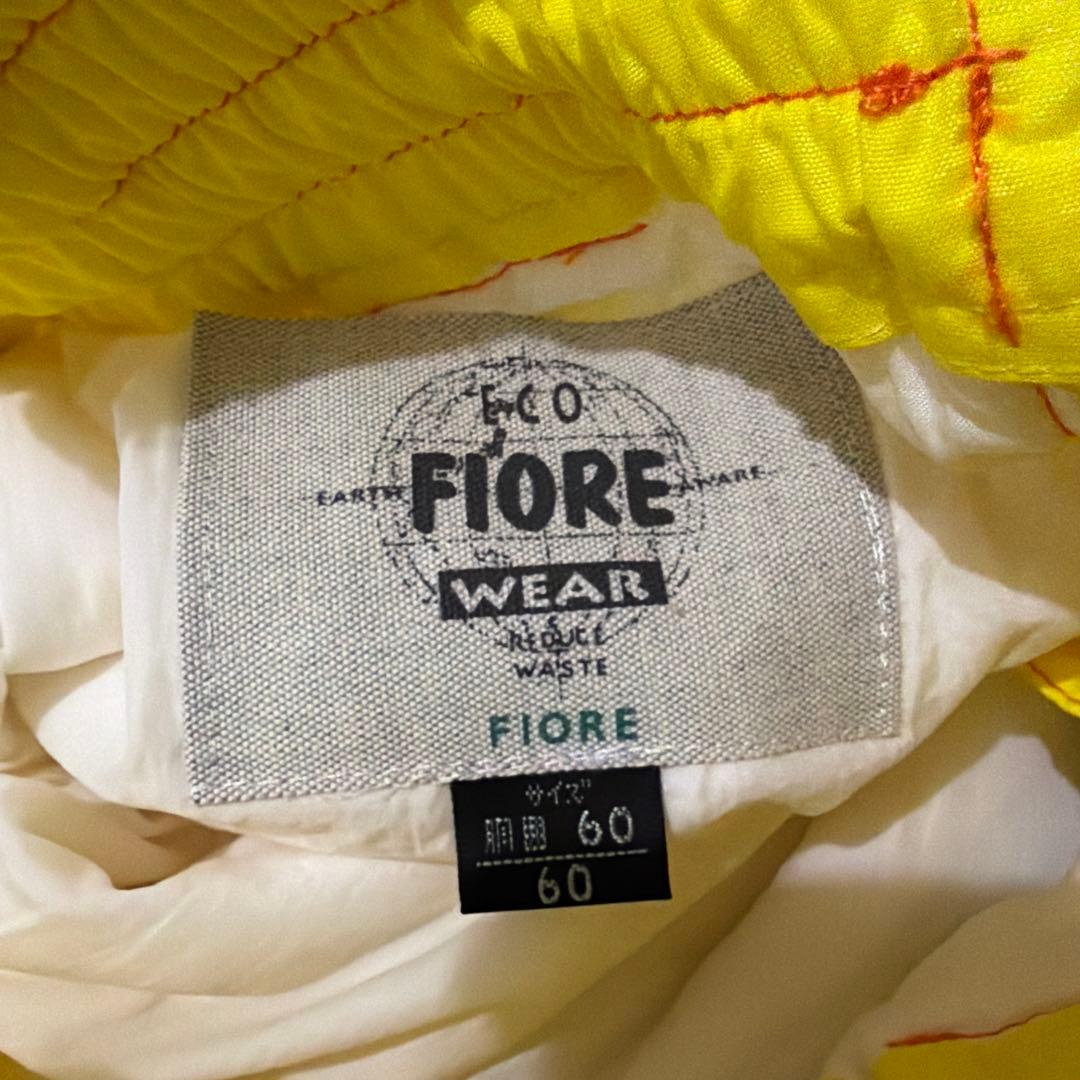 ECO
EARTH FIORE AWARE
WEAR
REDUCE
WASTE
FIORE
サイズ
胴囲 60
60